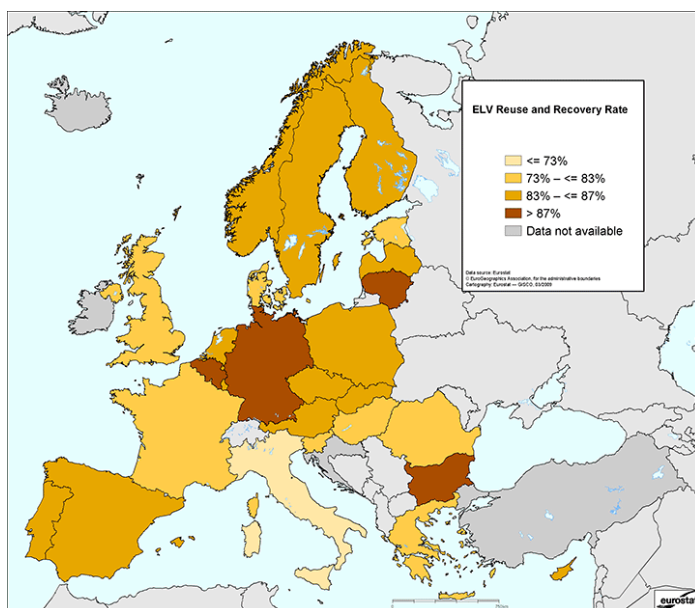 ELV Reuse and Recovery Rate
<= 73%
73% – <= 83%
83% – <= 87%
> 87%
Data not available
Data source: Eurostat
© EuroGeographics Association, for the administrative boundaries
Cartography: Eurostat — GISCO, 03/2009
eurostat